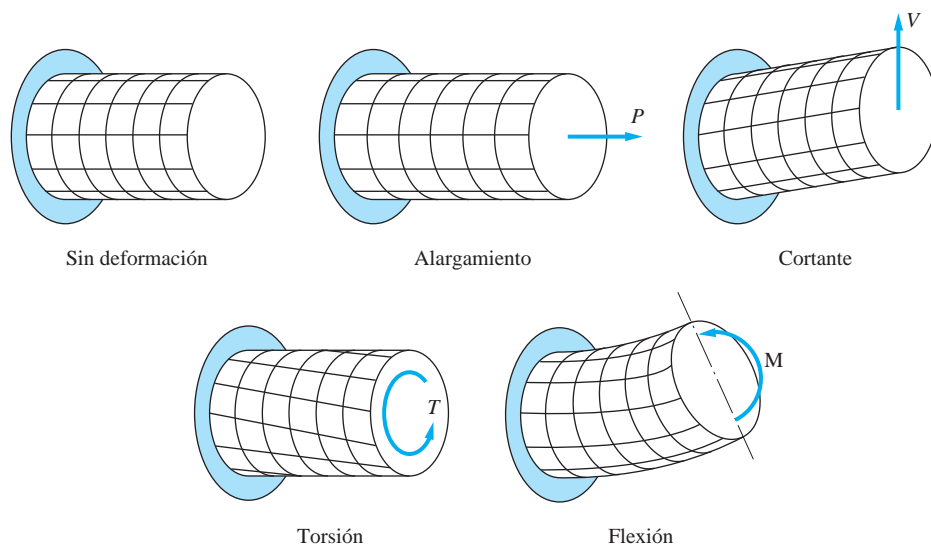 V
P
Sin deformación
Alargamiento
Cortante
T
M
Torsión
Flexión